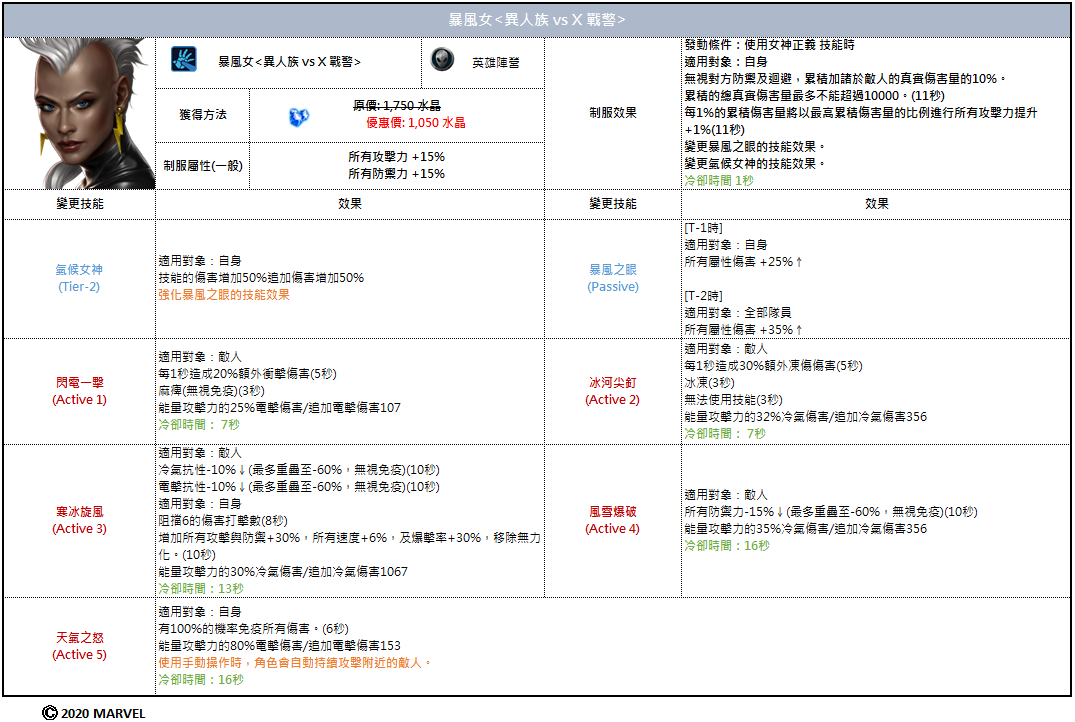 暴風女<異人族 vs X 戰警>
暴風女<異人族 vs X 戰警>
英雄陣營
獲得方法
原價: 1,750 水晶
優惠價: 1,050 水晶
制服屬性(一般)
所有攻擊力 +15%
所有防禦力 +15%
制服效果
發動條件：使用女神正義 技能時
適用對象：自身
無視對方防禦及迴避，累積加諸於敵人的真實傷害量的10%。
累積的總真實傷害量最多不能超過10000。(11秒)
每1%的累積傷害量將以最高累積傷害量的比例進行所有攻擊力提升
+1%(11秒)
變更暴風之眼的技能效果。
變更氣候女神的技能效果。
冷卻時間 1秒
變更技能
效果
變更技能
效果
氣候女神
(Tier-2)
適用對象：自身
技能的傷害增加50%追加傷害增加50%
強化暴風之眼的技能效果
暴風之眼
(Passive)
[T-1時]
適用對象：自身
所有屬性傷害 +25%↑
[T-2時]
適用對象：全部隊員
所有屬性傷害 +35%↑
閃電一擊
(Active 1)
適用對象：敵人
每1秒造成20%額外衝擊傷害(5秒)
麻痺(無視免疫)(3秒)
能量攻擊力的25%電擊傷害/追加電擊傷害107
冷卻時間： 7秒
冰河尖釘
(Active 2)
適用對象：敵人
每1秒造成30%額外凍傷傷害(5秒)
冰凍(3秒)
無法使用技能(3秒)
能量攻擊力的32%冷氣傷害/追加冷氣傷害356
冷卻時間： 7秒
寒冰旋風
(Active 3)
適用對象：敵人
冷氣抗性-10%↓(最多重疊至-60%，無視免疫)(10秒)
電擊抗性-10%↓(最多重疊至-60%，無視免疫)(10秒)
適用對象：自身
阻擋6的傷害打擊數(8秒)
增加所有攻擊與防禦+30%，所有速度+6%，及爆擊率+30%，移除無力
化。(10秒)
能量攻擊力的30%冷氣傷害/追加冷氣傷害1067
冷卻時間：13秒
風雪爆破
(Active 4)
適用對象：敵人
所有防禦力-15%↓(最多重疊至-60%，無視免疫)(10秒)
能量攻擊力的35%冷氣傷害/追加冷氣傷害356
冷卻時間：16秒
天氣之怒
(Active 5)
適用對象：自身
有100%的機率免疫所有傷害。(6秒)
能量攻擊力的80%電擊傷害/追加電擊傷害153
使用手動操作時，角色會自動持續攻擊附近的敵人。
冷卻時間：16秒
© 2020 MARVEL